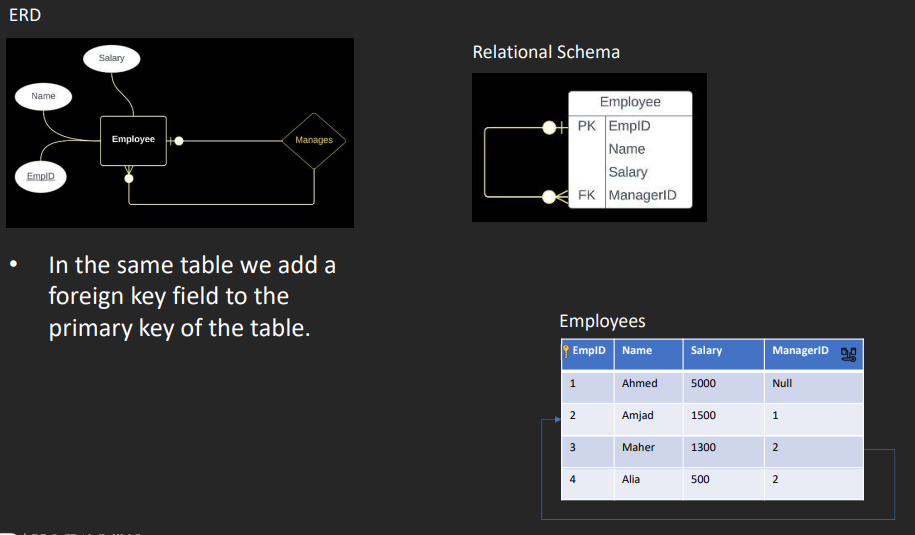 ERD
Salary
Name
Employee
Manages
EmpID
Relational Schema
Employee
PK EmpID
Name
Salary
FK ManagerID
• In the same table we add a
foreign key field to the
primary key of the table.
Employees
EmpID Name Salary ManagerID
1 Ahmed 5000 Null
2 Amjad 1500 1
3 Maher 1300 2
4 Alia 500 2